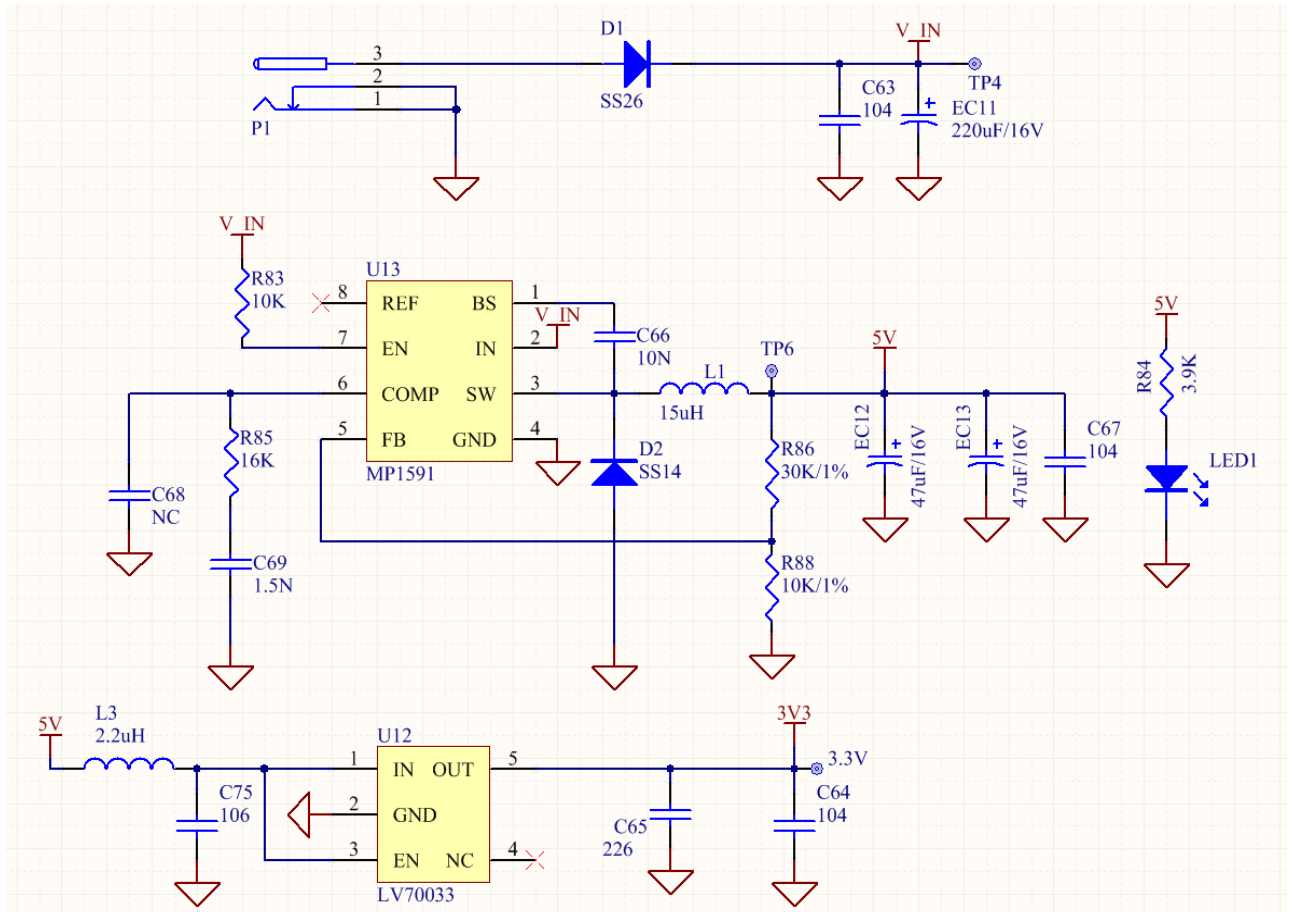 D1
SS26
3
2
1
P1
V_IN
C63
104
EC11
220uF/16V
TP4
V_IN
R83
10K
U13
8 REF BS 1
7 EN IN 2
6 COMP SW 3
5 FB GND 4
MP1591
V_IN
C66
10N
L1
15uH
TP6
5V
D2
SS14
R85
16K
C68
NC
C69
1.5N
R86
30K/1%
R88
10K/1%
EC12
47uF/16V
EC13
47uF/16V
C67
104
5V
R84
3.9K
LED1
5V
L3
2.2uH
C75
106
U12
1 IN OUT 5
2 GND
3 EN NC 4
LV70033
C65
226
3V3
3.3V
C64
104